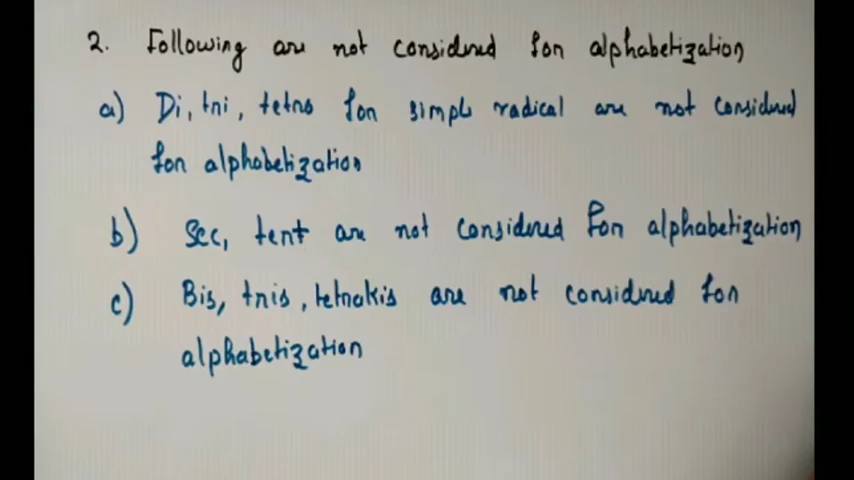 2. Following are not considered for alphabetization
a) Di, tri, tetra for simple radical are not considered
for alphabetization
b) Sec, tert are not considered for alphabetization
c) Bis, tris, tetrakis are not considered for
alphabetization